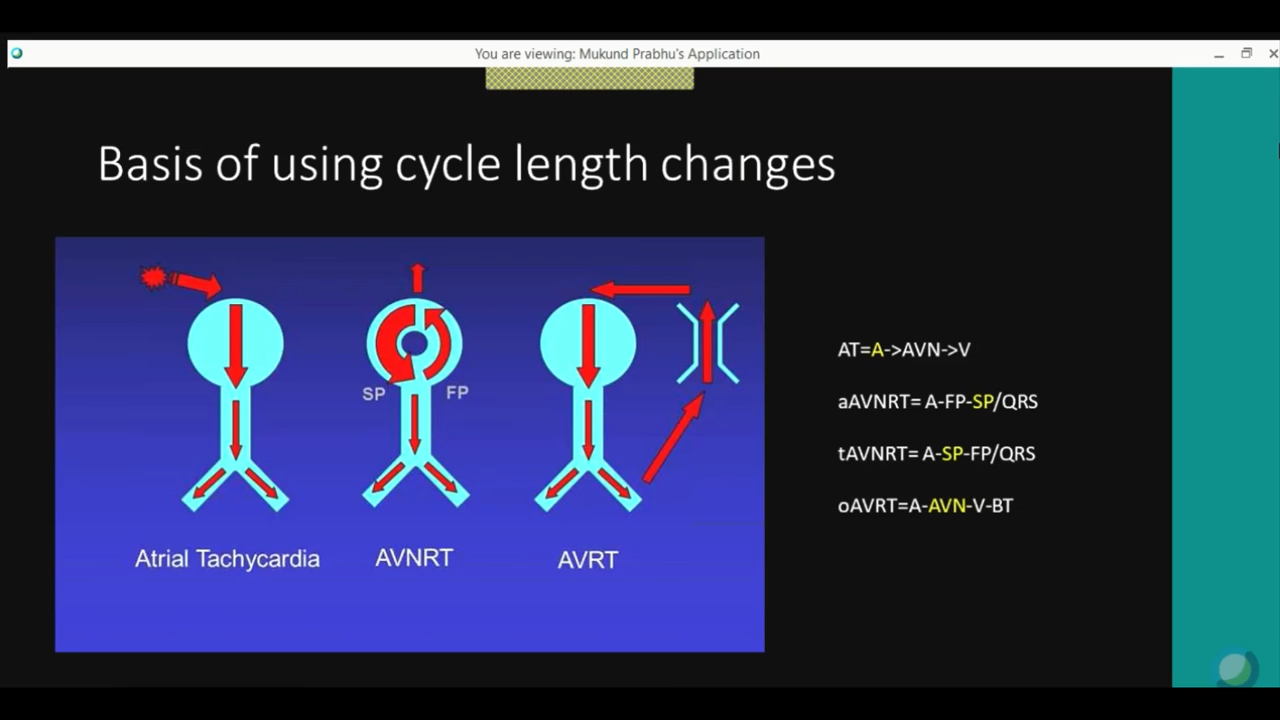 You are viewing: Mukund Prabhu's Application
Basis of using cycle length changes
SP
FP
Atrial Tachycardia
AVNRT
AVRT
AT=A->AVN->V
aAVNRT= A-FP-SP/QRS
tAVNRT= A-SP-FP/QRS
oAVRT=A-AVN-V-BT